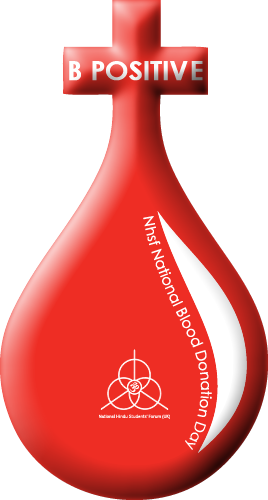 B POSITIVE
Nhsf National Blood Donation Day
ॐ
National Hindu Students' Forum (UK)